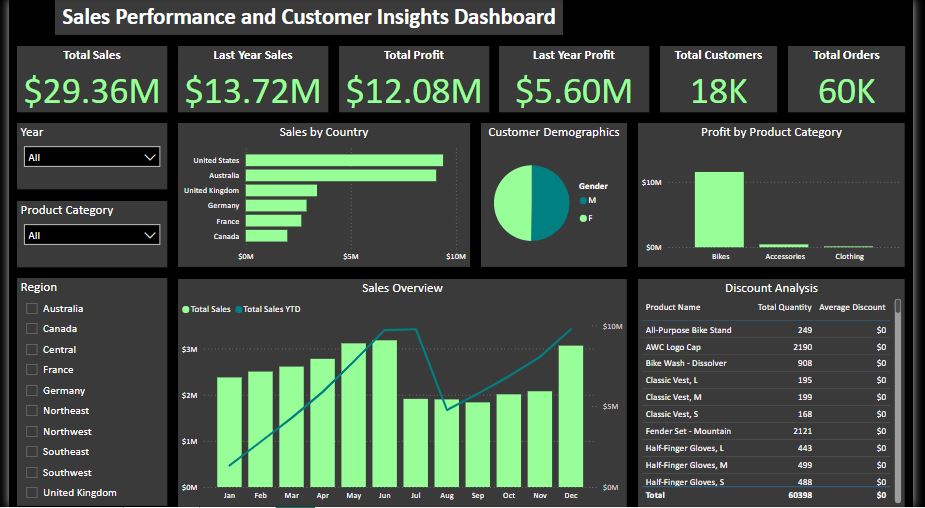 Sales Performance and Customer Insights Dashboard
Total Sales
$29.36M
Last Year Sales
$13.72M
Total Profit
$12.08M
Last Year Profit
$5.60M
Total Customers
18K
Total Orders
60K
Year
All
Product Category
All
Region
Australia
Canada
Central
France
Germany
Northeast
Northwest
Southeast
Southwest
United Kingdom
Sales by Country
United States
Australia
United Kingdom
Germany
France
Canada
$0M $5M $10M
Customer Demographics
Gender
M
F
Profit by Product Category
$10M
$0M
Bikes Accessories Clothing
Sales Overview
Total Sales Total Sales YTD
$3M
$2M
$1M
$0M
$10M
$5M
$0M
Jan Feb Mar Apr May Jun Jul Aug Sep Oct Nov Dec
Discount Analysis
Product Name Total Quantity Average Discount
All-Purpose Bike Stand 249 $0
AWC Logo Cap 2190 $0
Bike Wash - Dissolver 908 $0
Classic Vest, L 195 $0
Classic Vest, M 199 $0
Classic Vest, S 168 $0
Fender Set - Mountain 2121 $0
Half-Finger Gloves, L 443 $0
Half-Finger Gloves, M 499 $0
Half-Finger Gloves, S 488 $0
Total 60398 $0